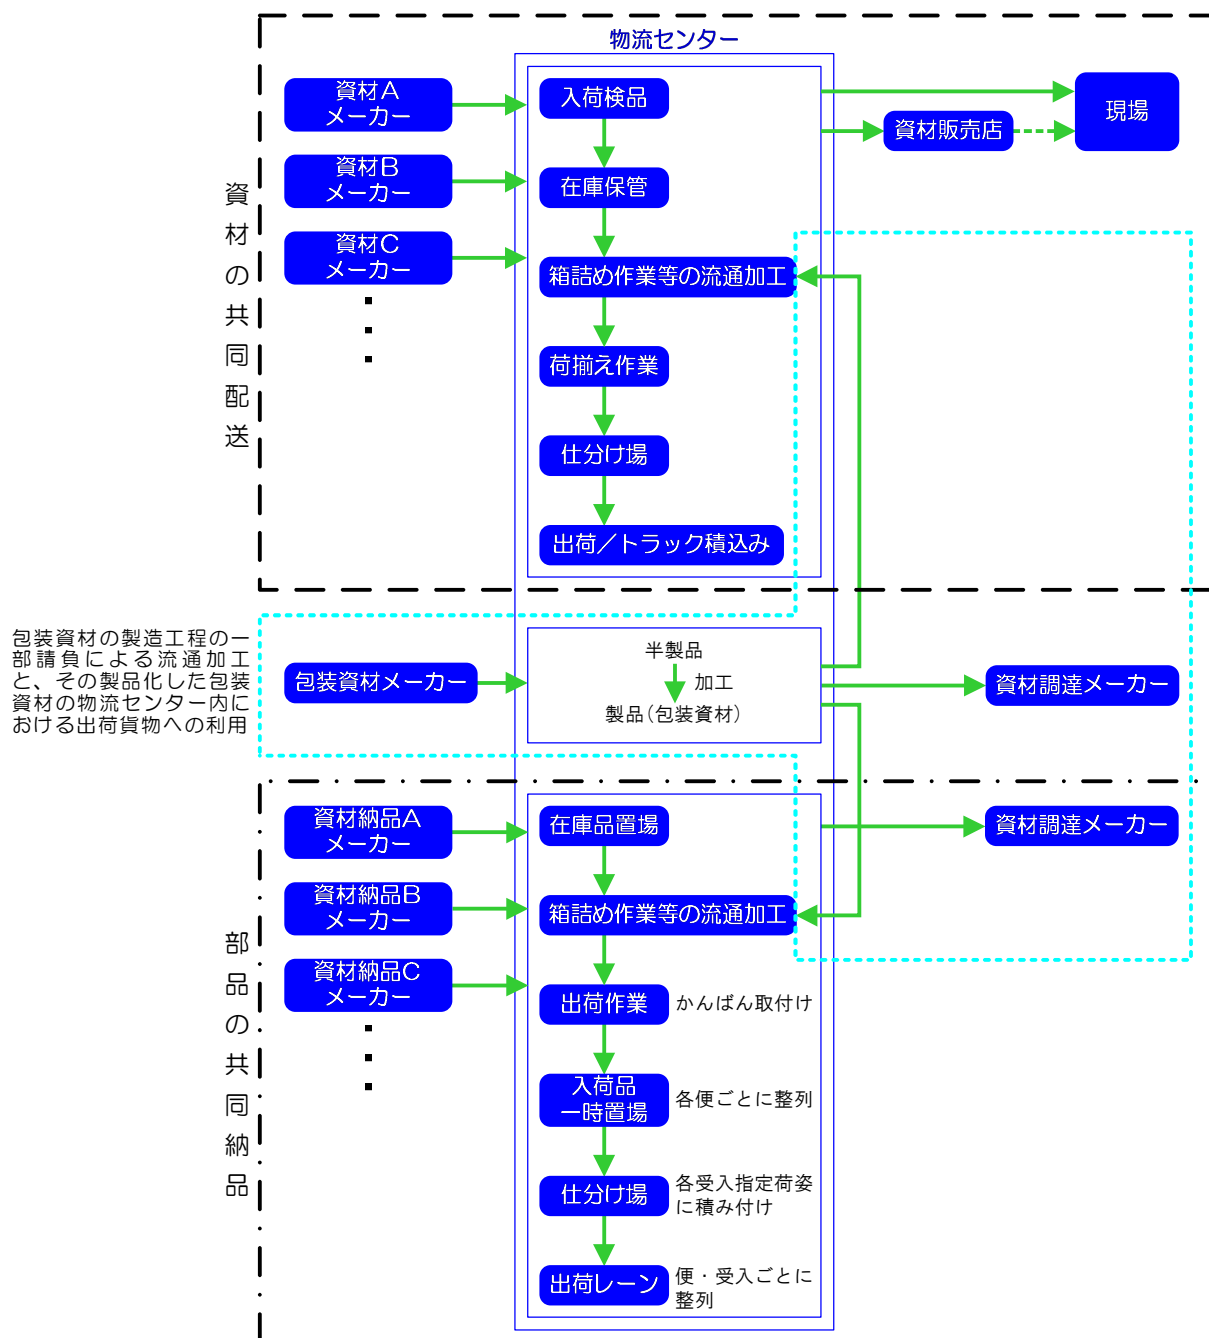 物流センター
資材の共同配送
資材A
メーカー
資材B
メーカー
資材C
メーカー
入荷検品
在庫保管
箱詰め作業等の流通加工
荷揃え作業
仕分け場
出荷／トラック積込み
資材販売店
現場
包装資材の製造工程の一
部請負による流通加工
と、その製品化した包装
資材の物流センター内に
おける出荷貨物への利用
包装資材メーカー
半製品
加工
製品(包装資材)
資材調達メーカー
部品の共同納品
資材納品A
メーカー
資材納品B
メーカー
資材納品C
メーカー
在庫品置場
箱詰め作業等の流通加工
出荷作業
かんばん取付け
入荷品
一時置場
各便ごとに整列
仕分け場
各受入指定荷姿
に積み付け
出荷レーン
便・受入ごとに
整列
資材調達メーカー